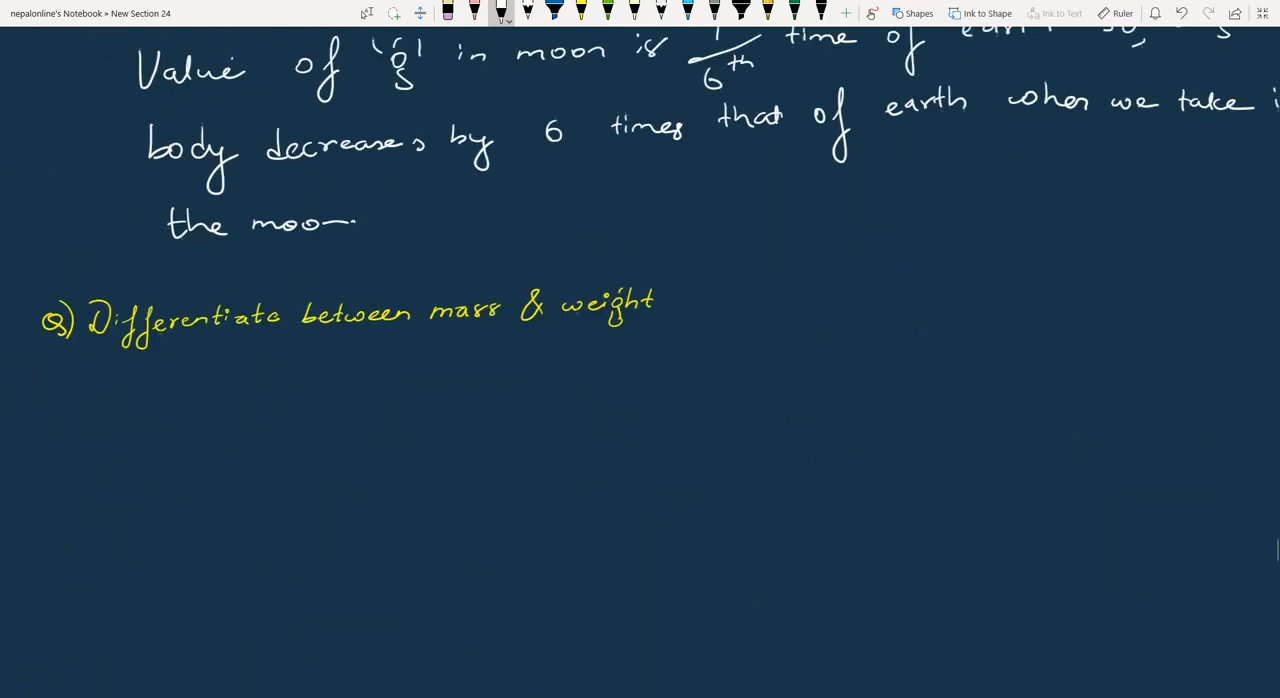 nepalonline's Notebook » New Section 24
Shapes Ink to Shape Ink to Text Ruler
Value of 'g' in moon is 1/6th time of earth so,
body decreases by 6 times that of earth when we take
the moon.
Q) Differentiate between mass & weight